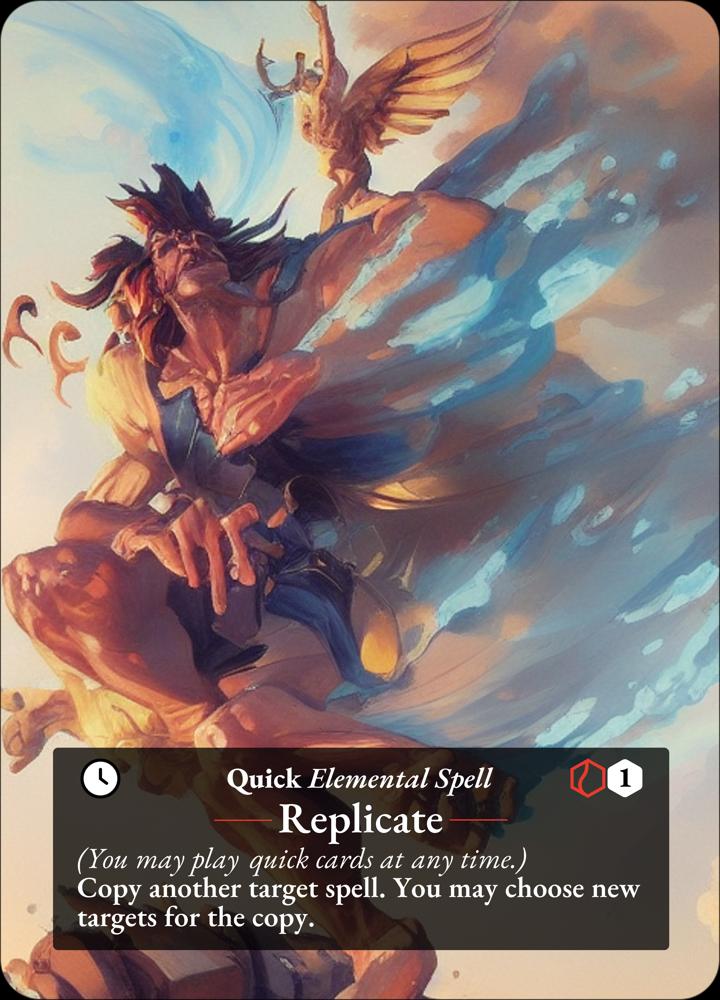 Quick Elemental Spell
1
Replicate
(You may play quick cards at any time.)
Copy another target spell. You may choose new
targets for the copy.